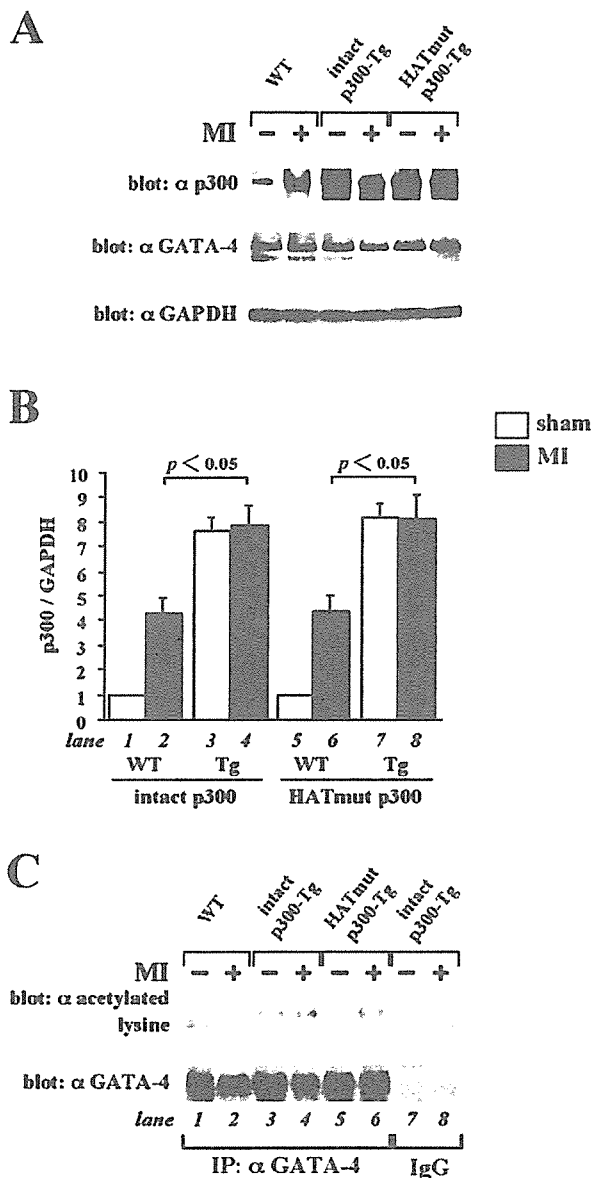 A
WT
intact
p300-Tg
HATmut
p300-Tg
MI - + - + - +
blot: α p300
blot: α GATA-4
blot: α GAPDH
B
sham
MI
p < 0.05
p < 0.05
p300 / GAPDH
10
9
8
7
6
5
4
3
2
1
0
lane 1 2 3 4 5 6 7 8
WT Tg WT Tg
intact p300 HATmut p300
C
WT
intact
p300-Tg
HATmut
p300-Tg
intact
p300-Tg
MI - + - + - + - +
blot: α acetylated
lysine
blot: α GATA-4
lane 1 2 3 4 5 6 7 8
IP: α GATA-4 IgG